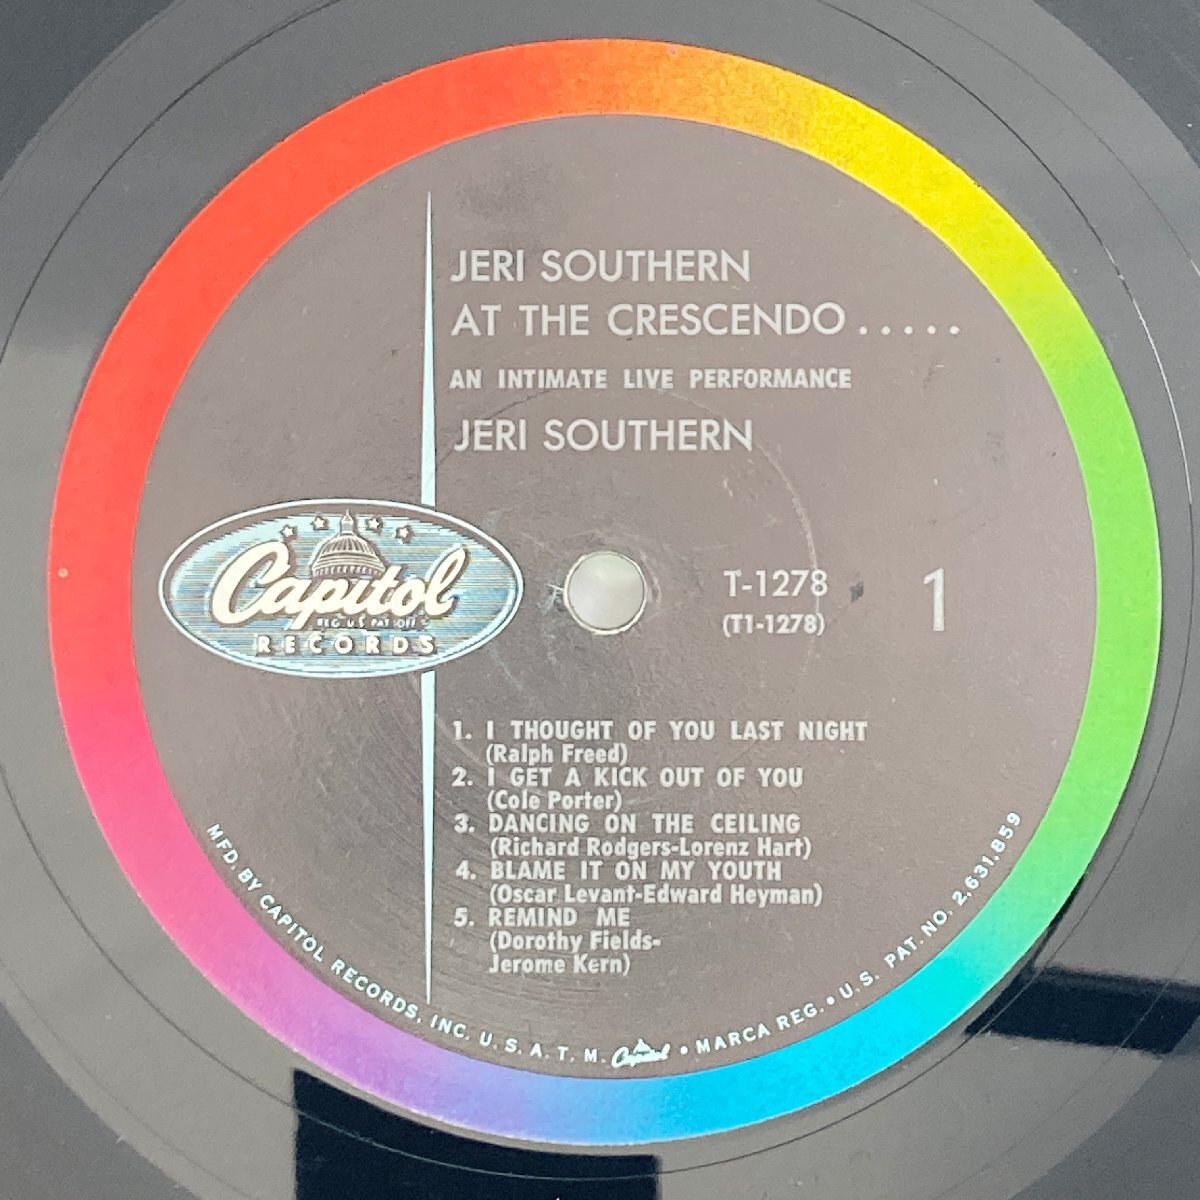 JERI SOUTHERN
AT THE CRESCENDO.....
AN INTIMATE LIVE PERFORMANCE
JERI SOUTHERN
Capitol
REG. U.S. PAT. OFF.
RECORDS
T-1278
(T1-1278)
1
1. I THOUGHT OF YOU LAST NIGHT
(Ralph Freed)
2. I GET A KICK OUT OF YOU
(Cole Porter)
3. DANCING ON THE CEILING
(Richard Rodgers-Lorenz Hart)
4. BLAME IT ON MY YOUTH
(Oscar Levant-Edward Heyman)
5. REMIND ME
(Dorothy Fields-
Jerome Kern)
MFD. BY CAPITOL RECORDS, INC. U. S. A. T. M. Capitol • MARCA REG. • U.S. PAT. NO. 2,631,859